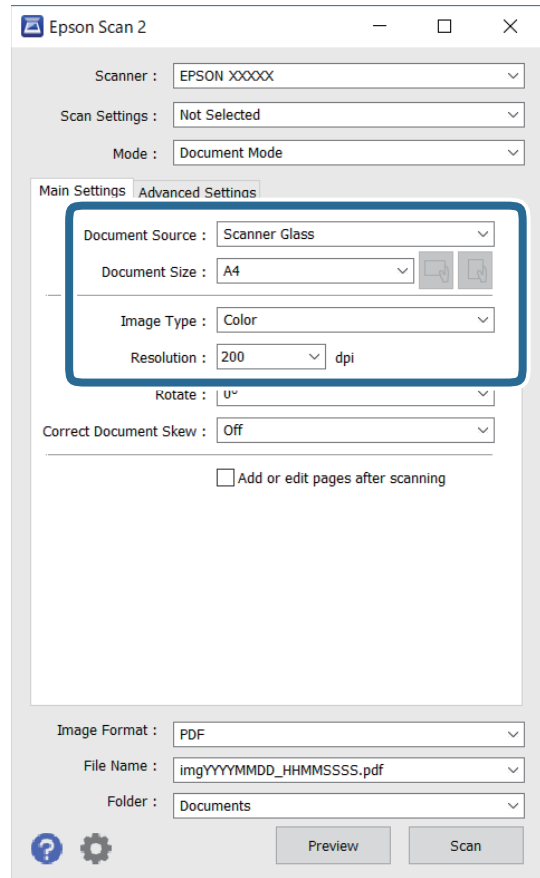 Epson Scan 2
Scanner : EPSON XXXXX
Scan Settings : Not Selected
Mode : Document Mode
Main Settings Advanced Settings
Document Source : Scanner Glass
Document Size : A4
Image Type : Color
Resolution : 200 dpi
Rotate : 0°
Correct Document Skew : Off
Add or edit pages after scanning
Image Format : PDF
File Name : imgYYYYMMDD_HHMMSSSS.pdf
Folder : Documents
? Preview Scan